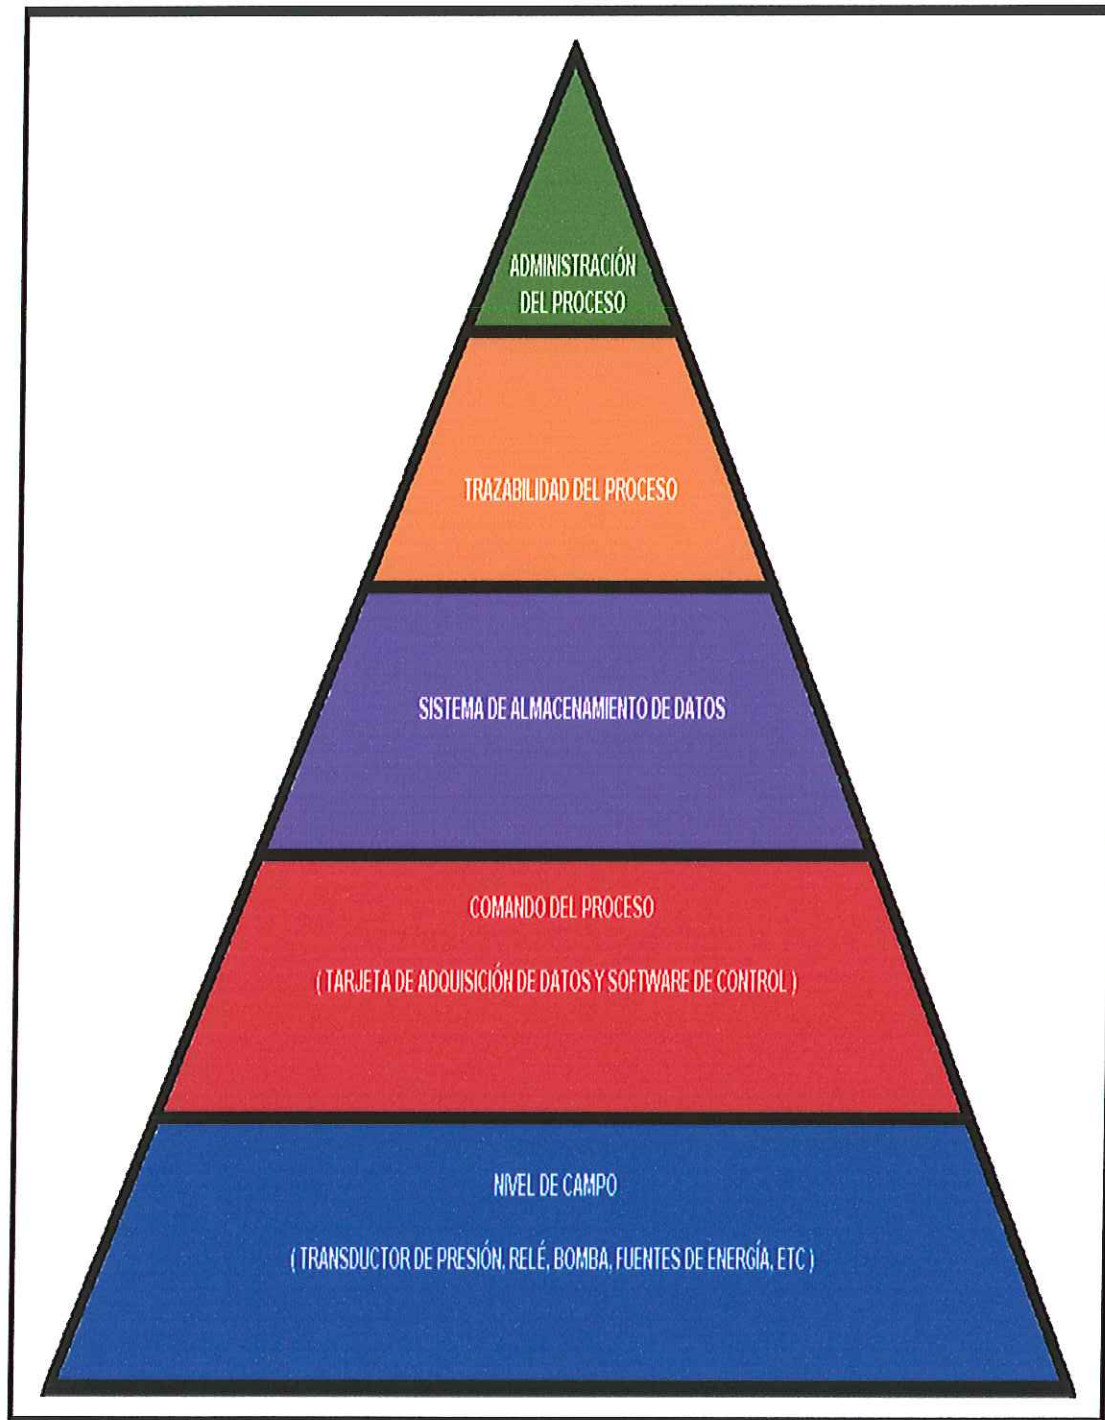 ADMINISTRACIÓN
DEL PROCESO
TRAZABILIDAD DEL PROCESO
SISTEMA DE ALMACENAMIENTO DE DATOS
COMANDO DEL PROCESO
( TARJETA DE ADQUISICIÓN DE DATOS Y SOFTWARE DE CONTROL )
NIVEL DE CAMPO
( TRANSDUCTOR DE PRESIÓN, RELÉ, BOMBA, FUENTES DE ENERGÍA, ETC )